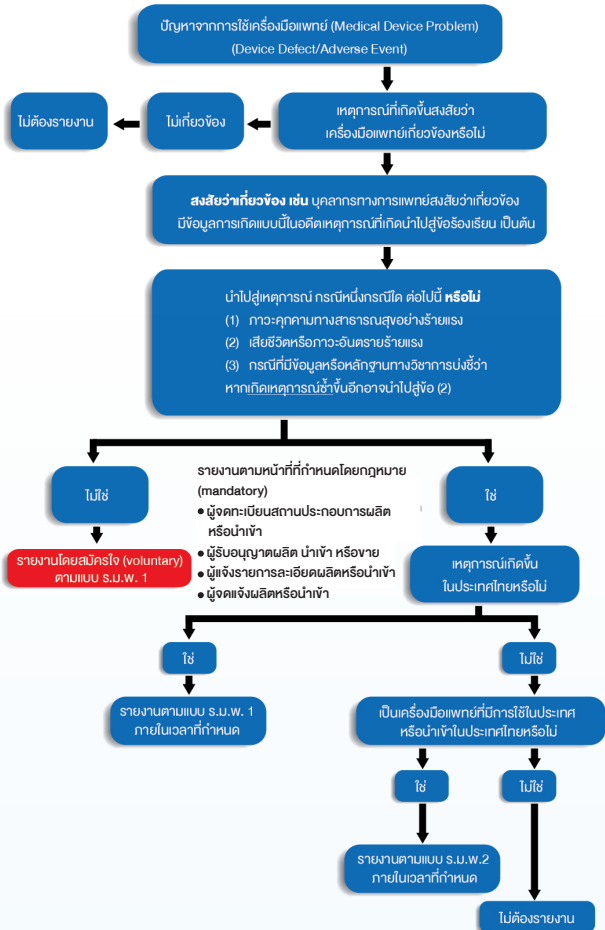 ปัญหาจากการใช้เครื่องมือแพทย์ (Medical Device Problem)
(Device Defect/Adverse Event)
เหตุการณ์ที่เกิดขึ้นสงสัยว่า
เครื่องมือแพทย์เกี่ยวข้องหรือไม่
ไม่เกี่ยวข้อง
ไม่ต้องรายงาน
สงสัยว่าเกี่ยวข้อง เช่น บุคลากรทางการแพทย์สงสัยว่าเกี่ยวข้อง
มีข้อมูลการเกิดแบบนี้ในอดีตเหตุการณ์ที่เกิดนำไปสู่ข้อร้องเรียน เป็นต้น
นำไปสู่เหตุการณ์ กรณีหนึ่งกรณีใด ต่อไปนี้ หรือไม่
(1) ภาวะคุกคามทางสาธารณสุขอย่างร้ายแรง
(2) เสียชีวิตหรือภาวะอันตรายร้ายแรง
(3) กรณีที่มีข้อมูลหรือหลักฐานทางวิชาการบ่งชี้ว่า
หากเกิดเหตุการณ์ซ้ำขึ้นอีกอาจนำไปสู่ข้อ (2)
ไม่ใช่
รายงานโดยสมัครใจ (voluntary)
ตามแบบ ร.ม.พ. 1
รายงานตามหน้าที่ที่กำหนดโดยกฎหมาย
(mandatory)
• ผู้จดทะเบียนสถานประกอบการผลิต
หรือนำเข้า
• ผู้รับอนุญาตผลิต นำเข้า หรือขาย
• ผู้แจ้งรายการละเอียดผลิตหรือนำเข้า
• ผู้จดแจ้งผลิตหรือนำเข้า
ใช่
เหตุการณ์เกิดขึ้น
ในประเทศไทยหรือไม่
ใช่
รายงานตามแบบ ร.ม.พ. 1
ภายในเวลาที่กำหนด
ไม่ใช่
เป็นเครื่องมือแพทย์ที่มีการใช้ในประเทศ
หรือนำเข้าในประเทศไทยหรือไม่
ใช่
ไม่ใช่
รายงานตามแบบ ร.ม.พ.2
ภายในเวลาที่กำหนด
ไม่ต้องรายงาน